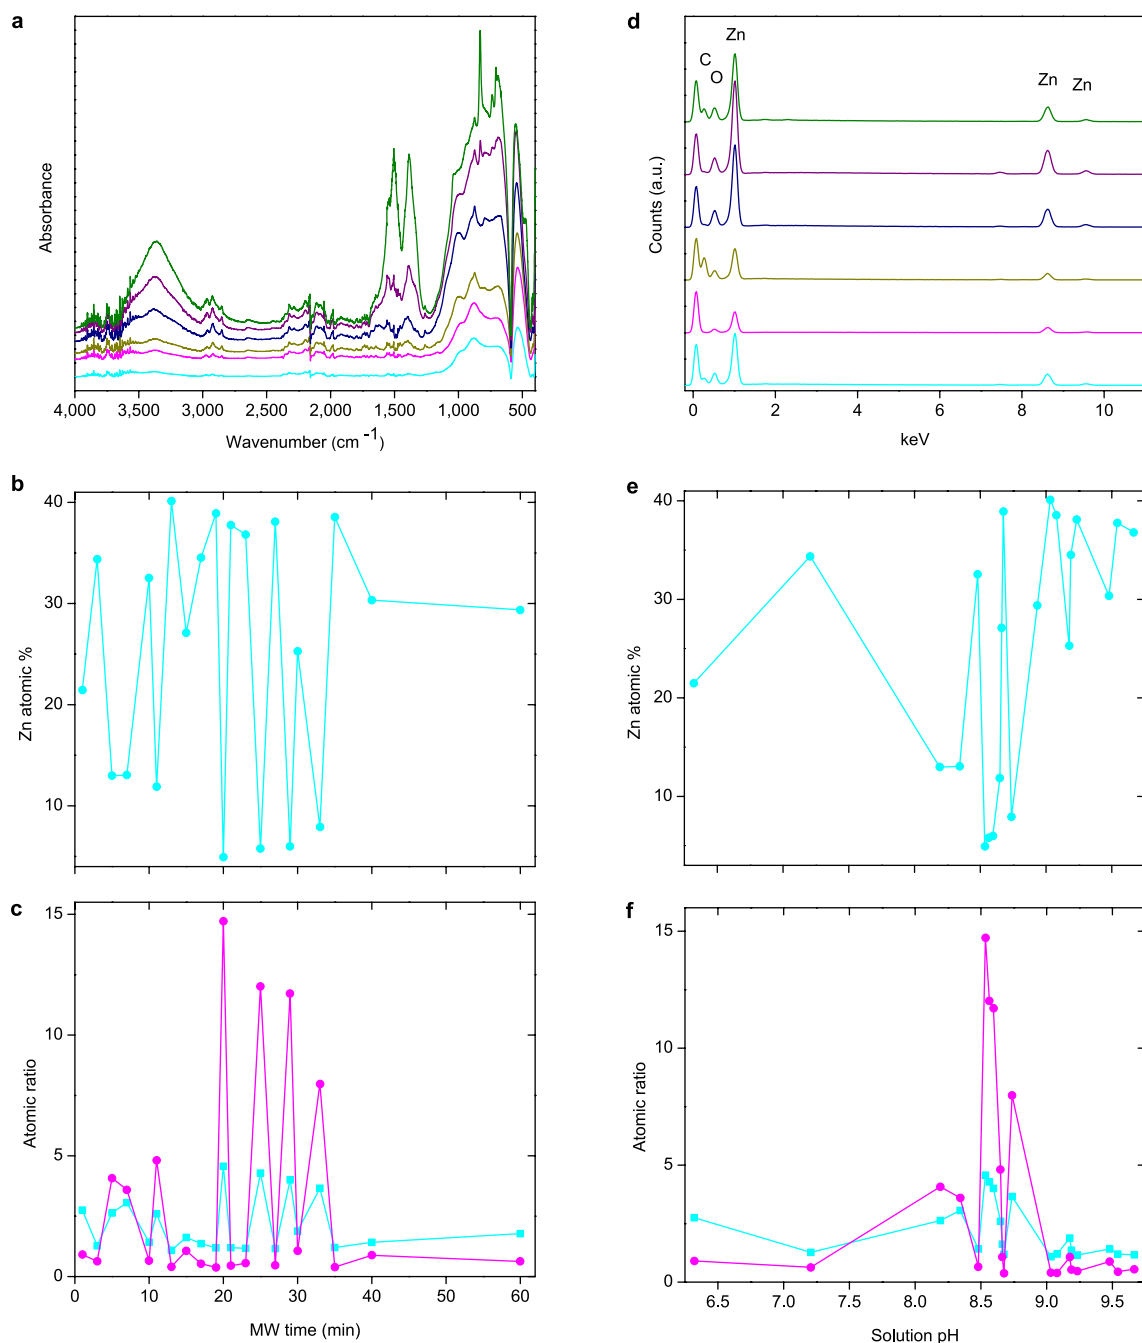 a
Absorbance
4,000 3,500 3,000 2,500 2,000 1,500 1,000 500
Wavenumber (cm⁻¹)
d
Zn
C
O
Zn
Zn
Counts (a.u.)
0 2 4 6 8 10
keV
b
40
30
20
10
Zn atomic %
e
40
30
20
10
Zn atomic %
c
15
10
5
0
Atomic ratio
0 10 20 30 40 50 60
MW time (min)
f
15
10
5
0
Atomic ratio
6.5 7.0 7.5 8.0 8.5 9.0 9.5
Solution pH